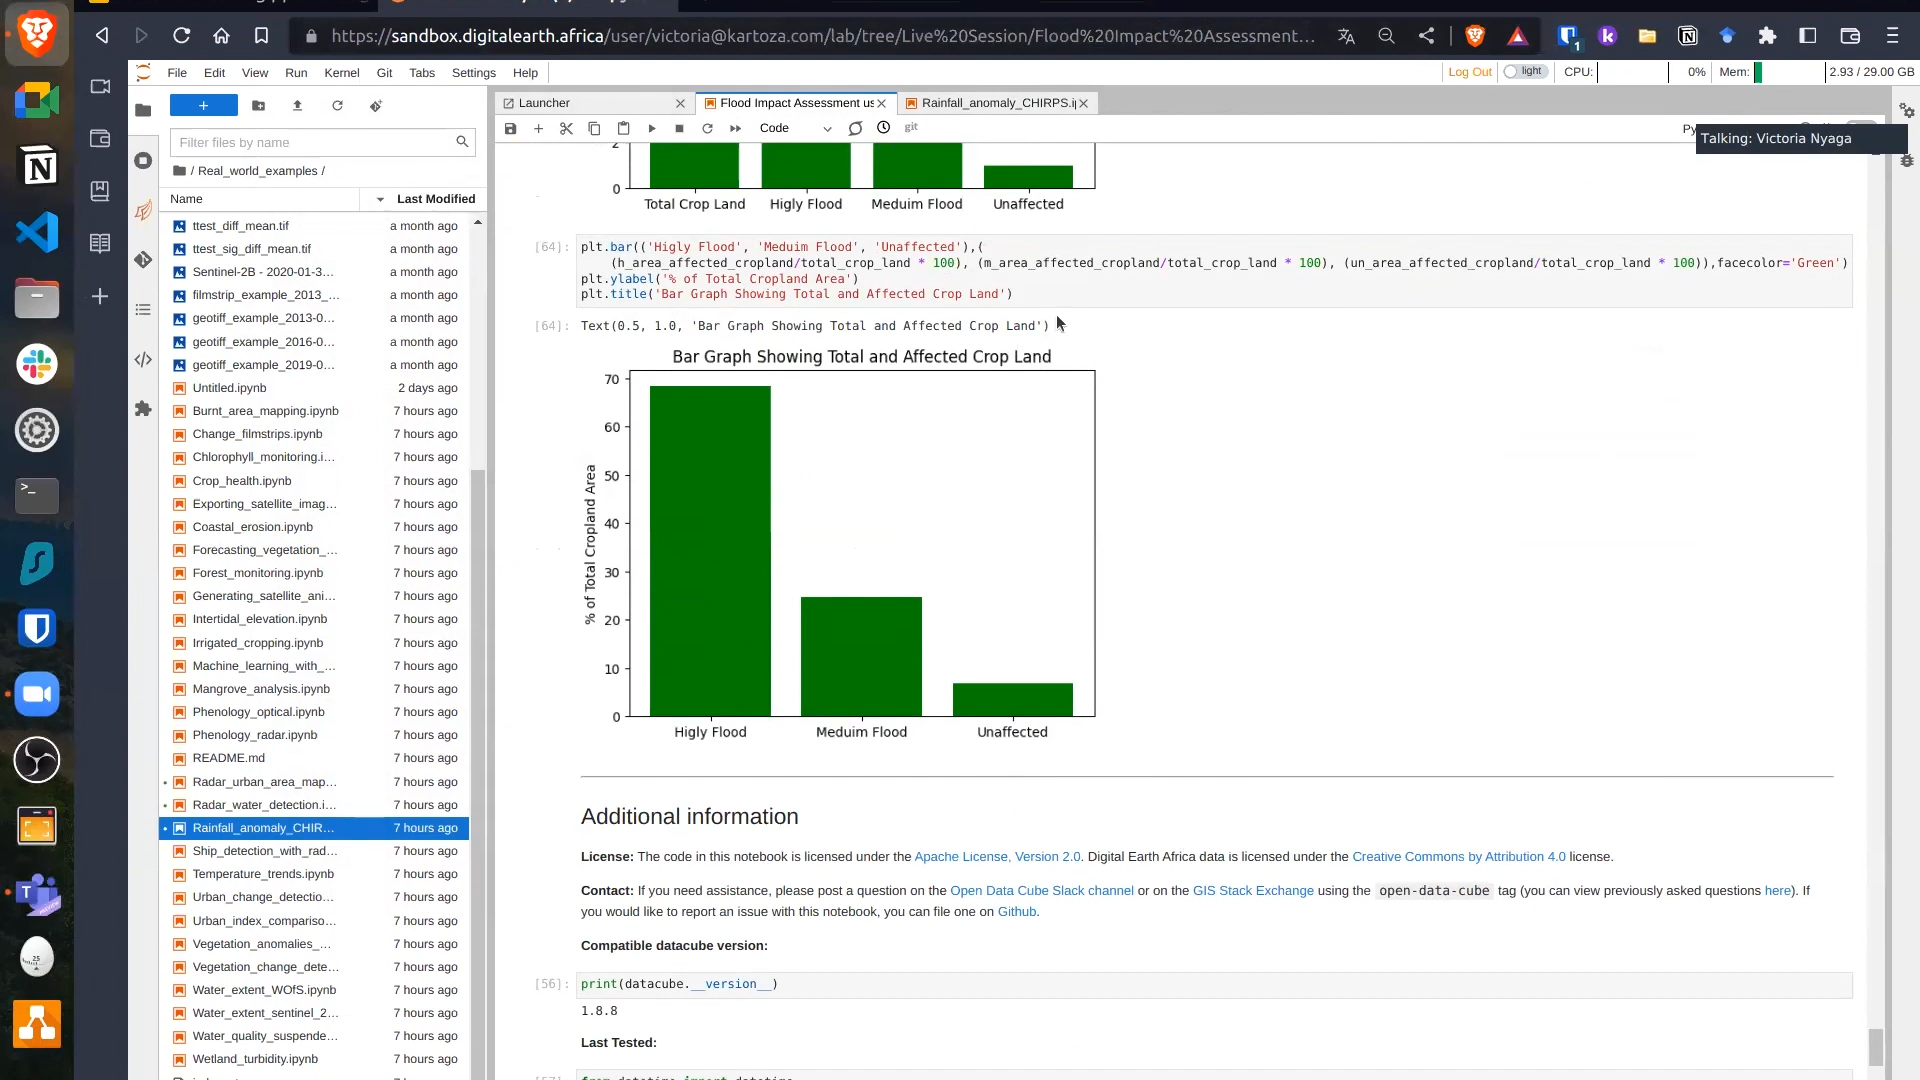 https://sandbox.digitalearth.africa/user/victoria@kartoza.com/lab/tree/Live%20Session/Flood%20Impact%20Assessment...
1
File Edit View Run Kernel Git Tabs Settings Help
Log Out light CPU: 0% Mem: 2.93 / 29.00 GB
Launcher
Flood Impact Assessment us
Rainfall_anomaly_CHIRPS.i
Filter files by name
Code
git
Talking: Victoria Nyaga
/ Real_world_examples /
Name Last Modified
ttest_diff_mean.tif a month ago
ttest_sig_diff_mean.tif a month ago
Sentinel-2B - 2020-01-3... a month ago
filmstrip_example_2013_... a month ago
geotiff_example_2013-0... a month ago
geotiff_example_2016-0... a month ago
geotiff_example_2019-0... a month ago
Untitled.ipynb 2 days ago
Burnt_area_mapping.ipynb 7 hours ago
Change_filmstrips.ipynb 7 hours ago
Chlorophyll_monitoring.i... 7 hours ago
Crop_health.ipynb 7 hours ago
Exporting_satellite_imag... 7 hours ago
Coastal_erosion.ipynb 7 hours ago
Forecasting_vegetation_... 7 hours ago
Forest_monitoring.ipynb 7 hours ago
Generating_satellite_ani... 7 hours ago
Intertidal_elevation.ipynb 7 hours ago
Irrigated_cropping.ipynb 7 hours ago
Machine_learning_with_... 7 hours ago
Mangrove_analysis.ipynb 7 hours ago
Phenology_optical.ipynb 7 hours ago
Phenology_radar.ipynb 7 hours ago
README.md 7 hours ago
Radar_urban_area_map... 7 hours ago
Radar_water_detection.i... 7 hours ago
Rainfall_anomaly_CHIR... 7 hours ago
Ship_detection_with_rad... 7 hours ago
Temperature_trends.ipynb 7 hours ago
Urban_change_detectio... 7 hours ago
Urban_index_compariso... 7 hours ago
Vegetation_anomalies_... 7 hours ago
Vegetation_change_dete... 7 hours ago
Water_extent_WOfS.ipynb 7 hours ago
Water_extent_sentinel_2... 7 hours ago
Water_quality_suspende... 7 hours ago
Wetland_turbidity.ipynb 7 hours ago
2
0
Total Crop Land Higly Flood Meduim Flood Unaffected
[64]: plt.bar(('Higly Flood', 'Meduim Flood', 'Unaffected'),(
(h_area_affected_cropland/total_crop_land * 100), (m_area_affected_cropland/total_crop_land * 100), (un_area_affected_cropland/total_crop_land * 100)),facecolor='Green')
plt.ylabel('% of Total Cropland Area')
plt.title('Bar Graph Showing Total and Affected Crop Land')
[64]: Text(0.5, 1.0, 'Bar Graph Showing Total and Affected Crop Land')
Bar Graph Showing Total and Affected Crop Land
% of Total Cropland Area
70
60
50
40
30
20
10
0
Higly Flood Meduim Flood Unaffected
Additional information
License: The code in this notebook is licensed under the Apache License, Version 2.0. Digital Earth Africa data is licensed under the Creative Commons by Attribution 4.0 license.
Contact: If you need assistance, please post a question on the Open Data Cube Slack channel or on the GIS Stack Exchange using the open-data-cube tag (you can view previously asked questions here). If
you would like to report an issue with this notebook, you can file one on Github.
Compatible datacube version:
[56]: print(datacube.__version__)
1.8.8
Last Tested: